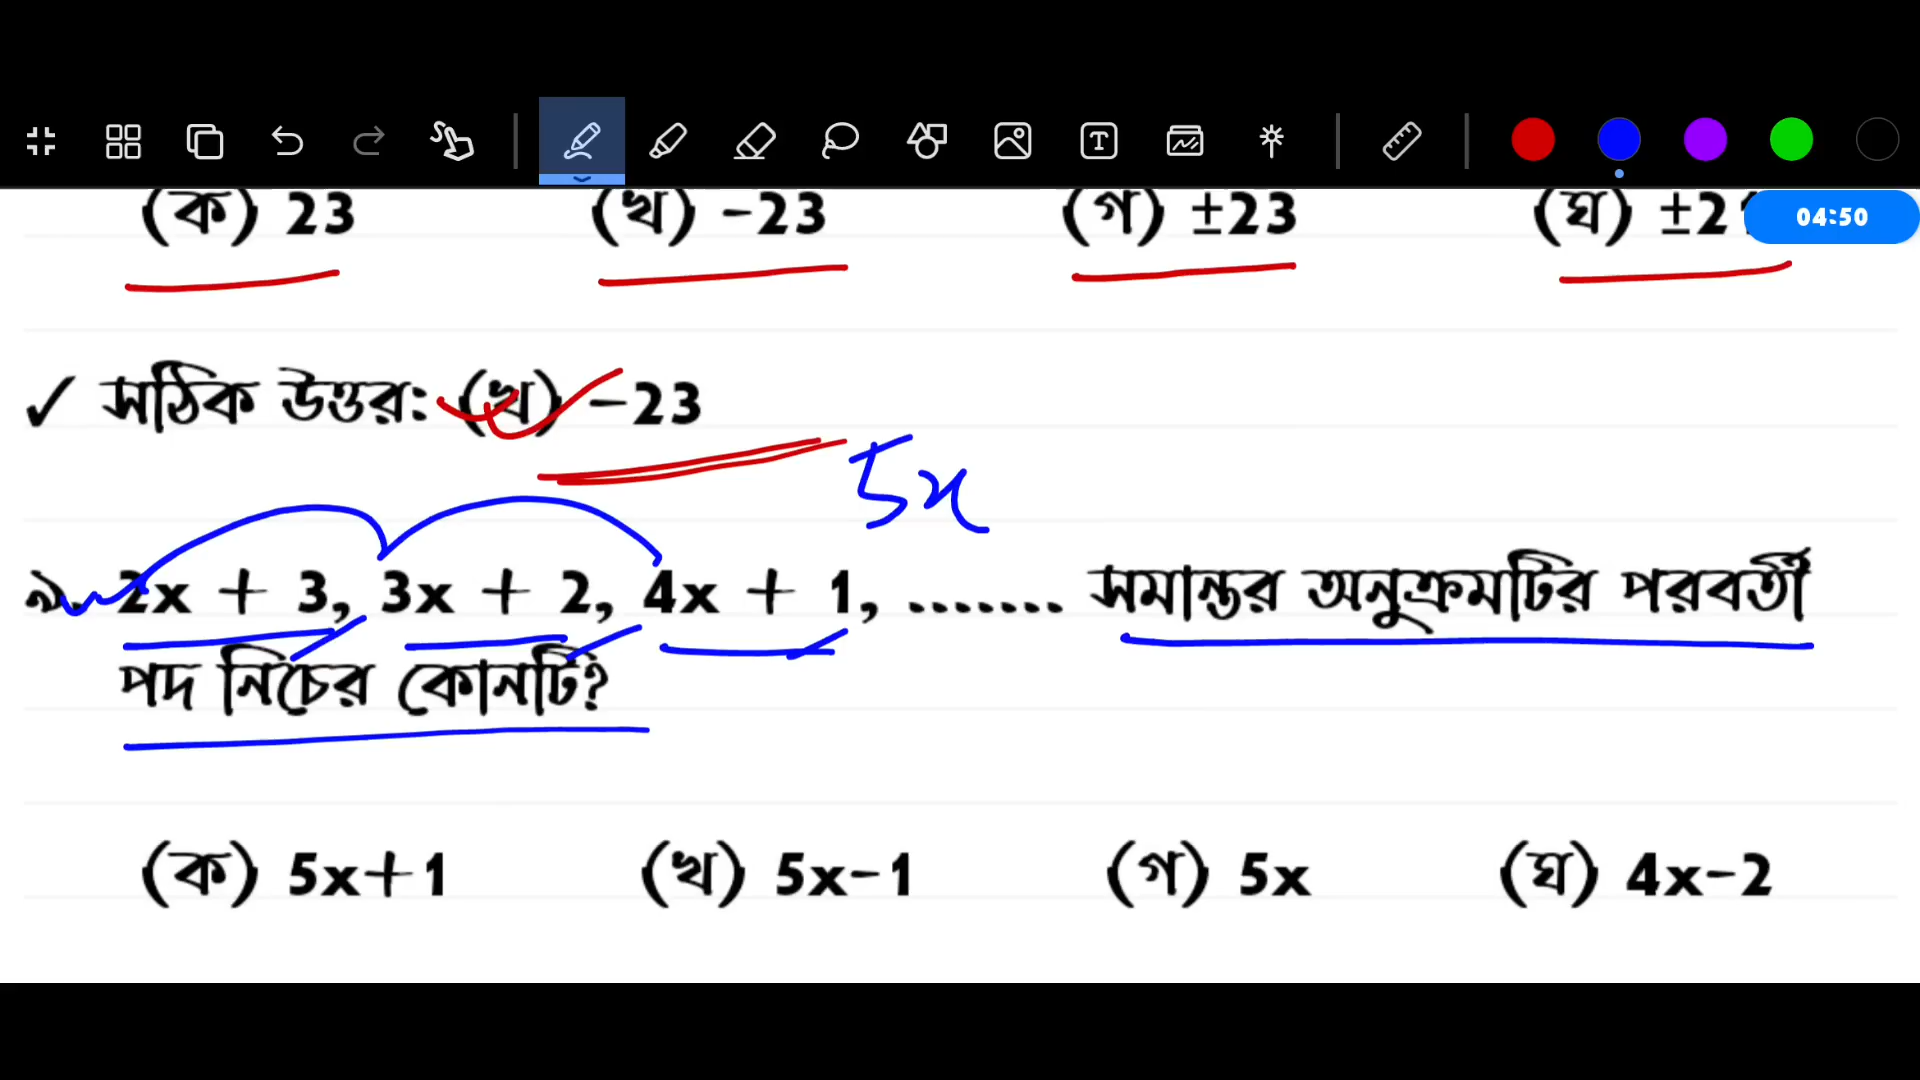 04:50
(ক) 23 (খ) -23 (গ) ±23 (ঘ) ±2
✓ সঠিক উত্তর: (খ) -23
5x
৯. 2x + 3, 3x + 2, 4x + 1, ....... সমান্তর অনুক্রমটির পরবর্তী
পদ নিচের কোনটি?
(ক) 5x+1 (খ) 5x-1 (গ) 5x (ঘ) 4x-2